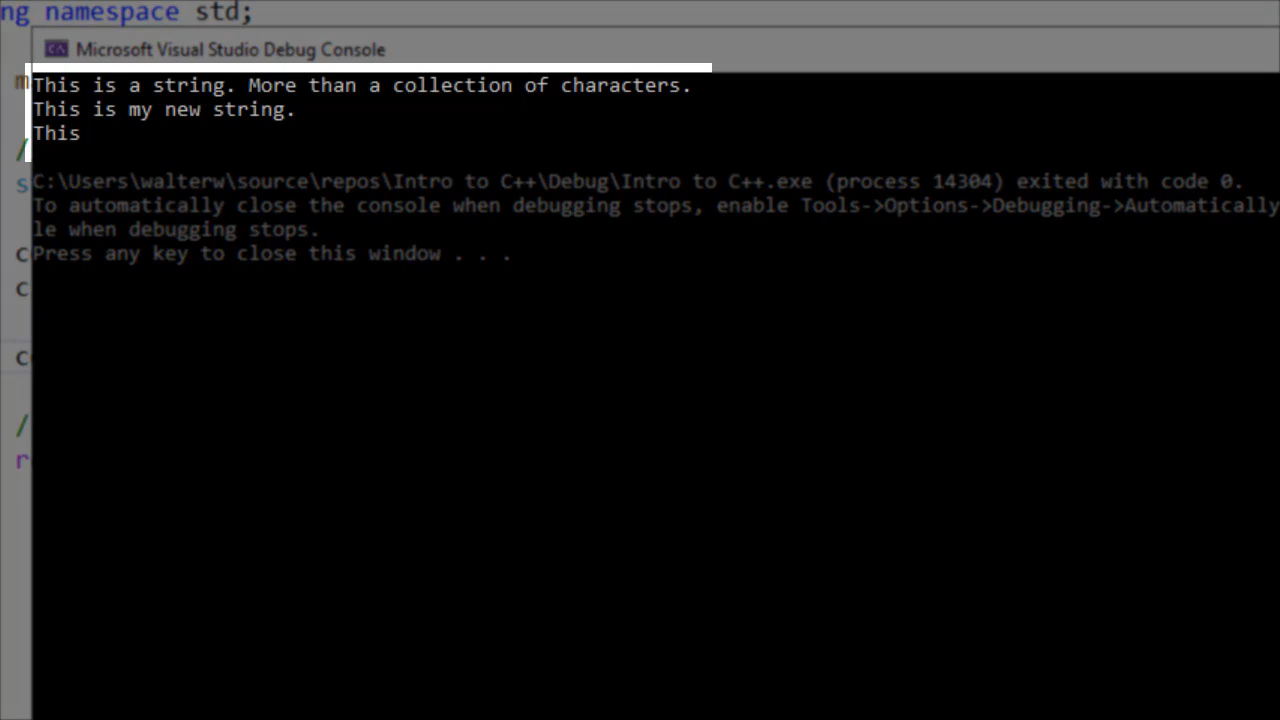 ng namespace std;
Microsoft Visual Studio Debug Console
m
This is a string. More than a collection of characters.
This is my new string.
This
/
s
C:\Users\walterw\source\repos\Intro to C++\Debug\Intro to C++.exe (process 14304) exited with code 0.
To automatically close the console when debugging stops, enable Tools->Options->Debugging->Automatically
le when debugging stops.
c
Press any key to close this window . . .
c
c
/
r